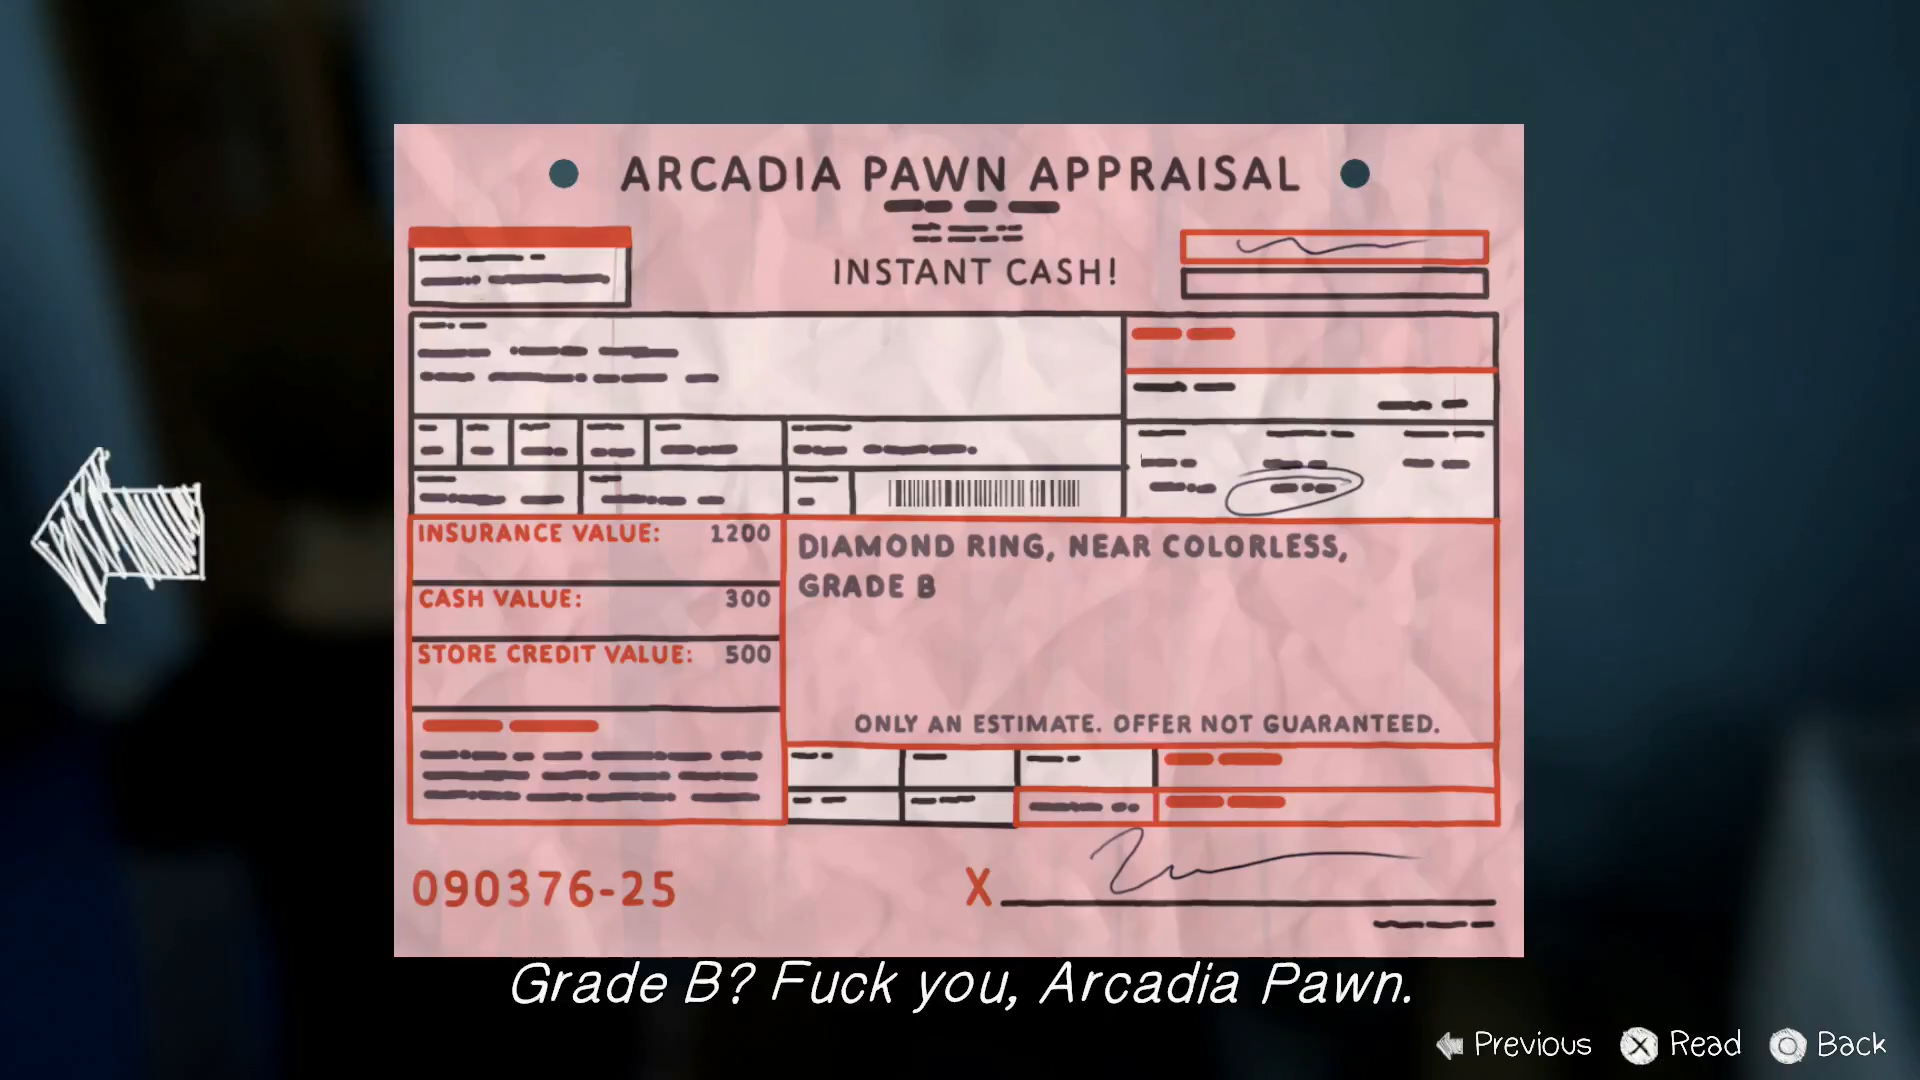 ARCADIA PAWN APPRAISAL
INSTANT CASH!
INSURANCE VALUE: 1200
CASH VALUE: 300
STORE CREDIT VALUE: 500
DIAMOND RING, NEAR COLORLESS,
GRADE B
ONLY AN ESTIMATE. OFFER NOT GUARANTEED.
090376-25
X
Grade B? Fuck you, Arcadia Pawn.
Previous
Read
Back